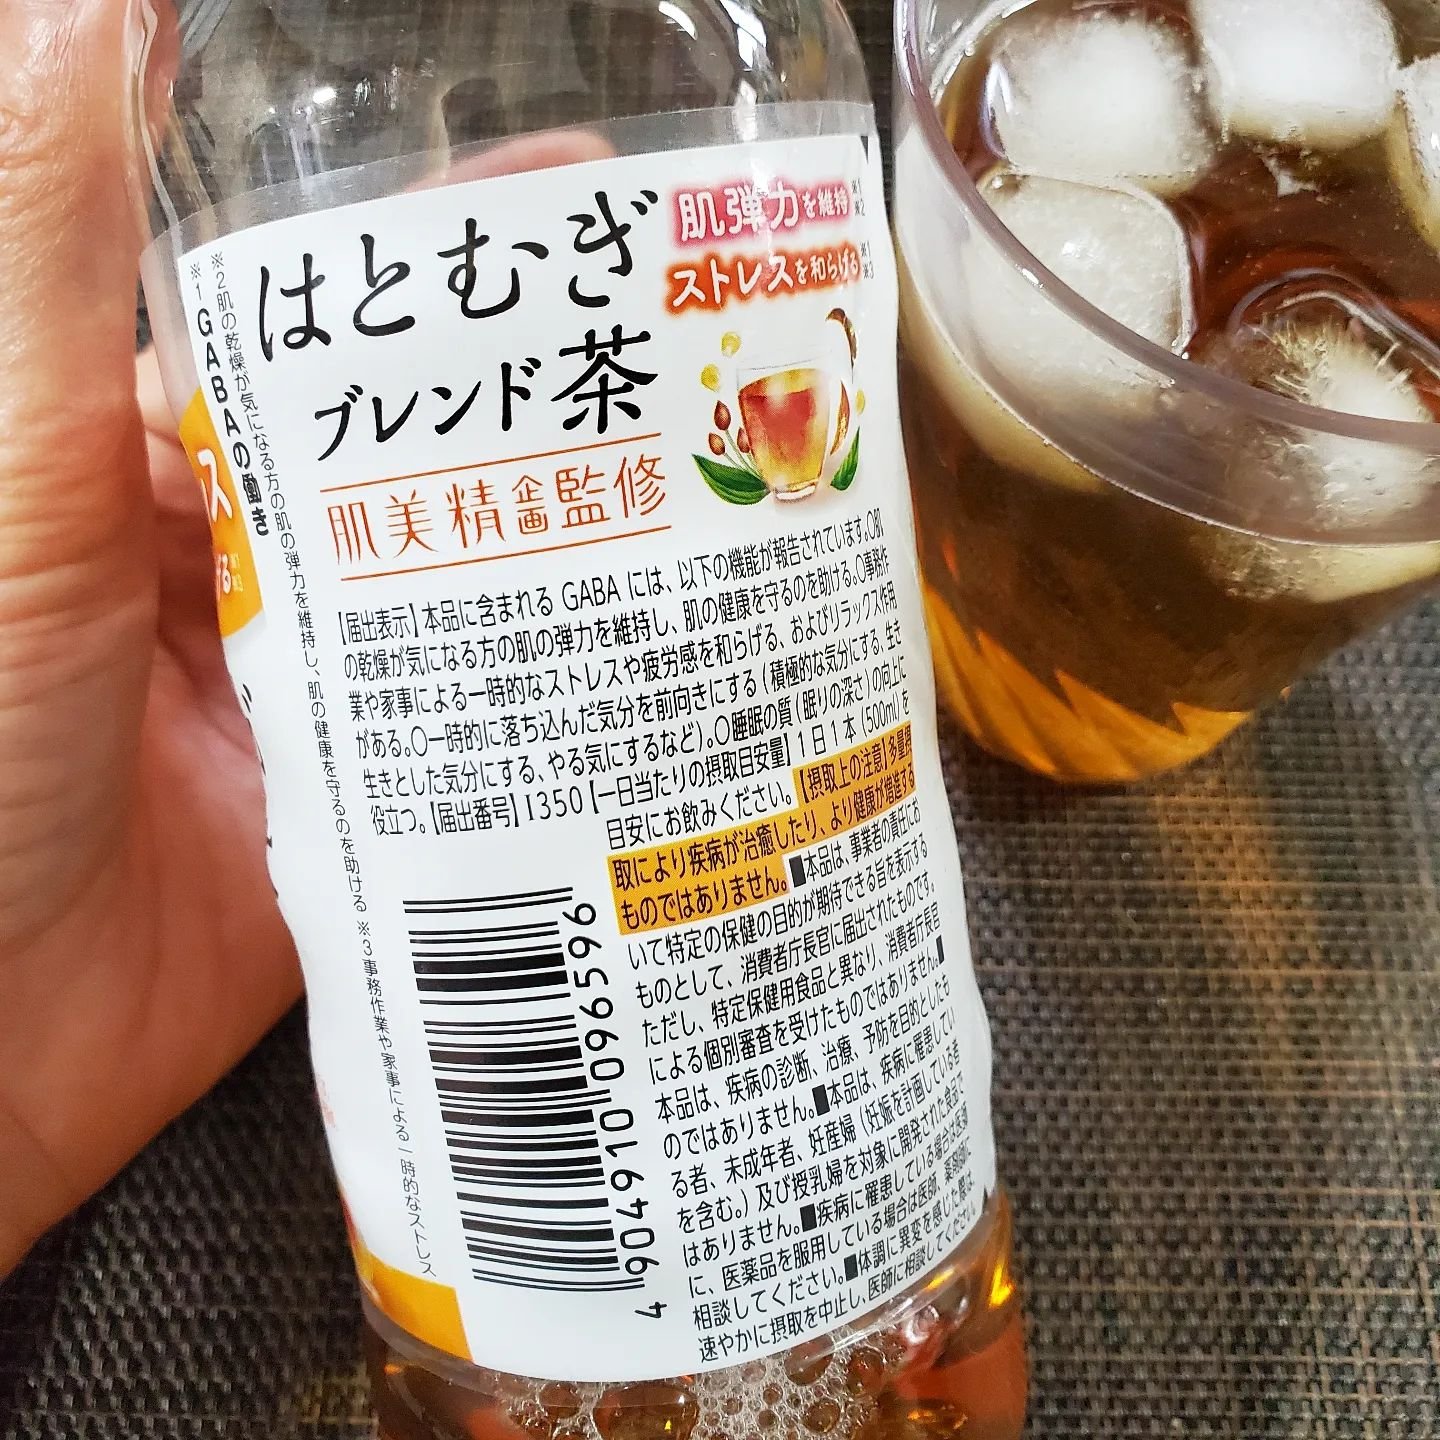 はとむぎ
ブレンド茶
肌弾力を維持※1※2
ストレスを和らげる※1※3
肌美精企画監修
【届出表示】本品に含まれる GABA には、以下の機能が報告されています。〇肌
の乾燥が気になる方の肌の弾力を維持し、肌の健康を守るのを助ける。〇事務作
業や家事による一時的なストレスや疲労感を和らげる、およびリラックス作用
がある。〇一時的に落ち込んだ気分を前向きにする(積極的な気分にする、生き
生きとした気分にする、やる気にするなど)。〇睡眠の質(眠りの深さ)の向上に
役立つ。【届出番号】I350【一日当たりの摂取目安量】1日1本(500ml)を
目安にお飲みください。【摂取上の注意】多量摂
取により疾病が治癒したり、より健康が増進する
ものではありません。■本品は、事業者の責任にお
いて特定の保健の目的が期待できる旨を表示する
ものとして、消費者庁長官に届出されたものです。
ただし、特定保健用食品と異なり、消費者庁長官
による個別審査を受けたものではありません。■
本品は、疾病の診断、治療、予防を目的としたも
のではありません。■本品は、疾病に罹患してい
る者、未成年者、妊産婦(妊娠を計画している者
を含む。)及び授乳婦を対象に開発された食品で
はありません。■疾病に罹患している場合は医師
に、医薬品を服用している場合は医師、薬剤師に
相談してください。■体調に異変を感じた際は、
速やかに摂取を中止し、医師に相談してください。
4 904910 096596
※1 GABAの働き
※2 肌の乾燥が気になる方の肌の弾力を維持し、肌の健康を守るのを助ける ※3 事務作業や家事による一時的なストレス
ス